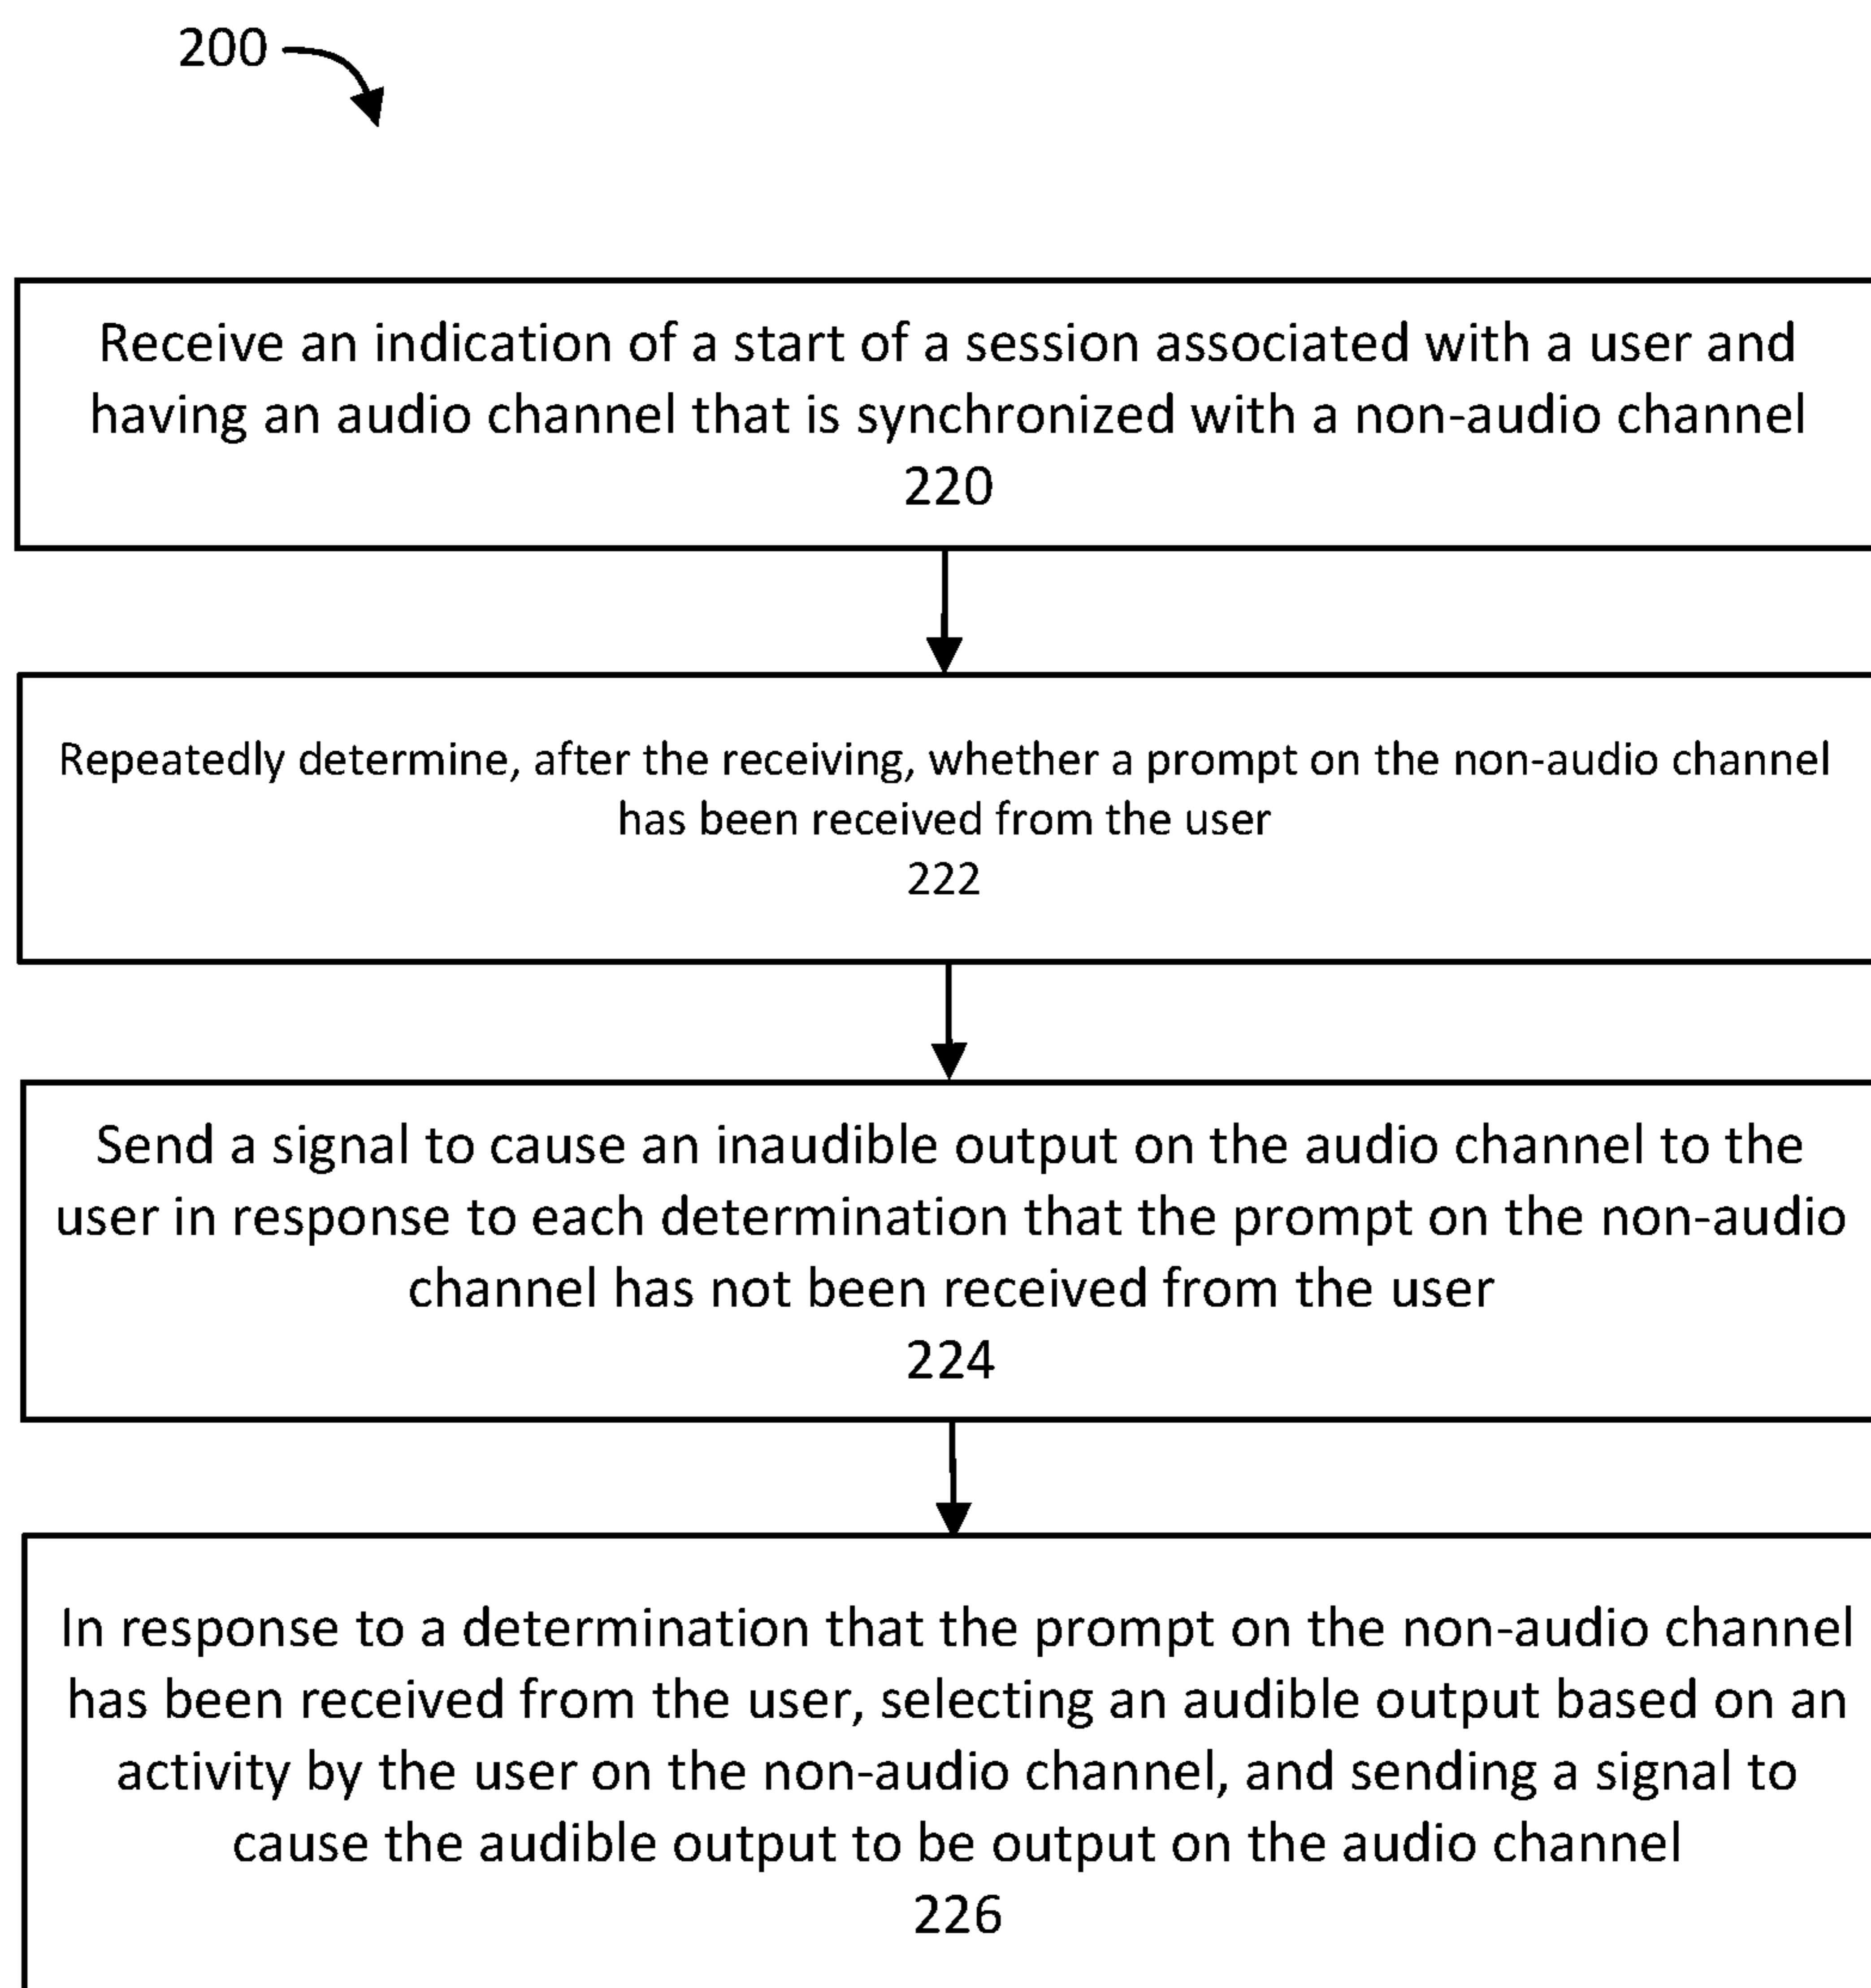 200
Receive an indication of a start of a session associated with a user and
having an audio channel that is synchronized with a non-audio channel
220
Repeatedly determine, after the receiving, whether a prompt on the non-audio channel
has been received from the user
222
Send a signal to cause an inaudible output on the audio channel to the
user in response to each determination that the prompt on the non-audio
channel has not been received from the user
224
In response to a determination that the prompt on the non-audio channel
has been received from the user, selecting an audible output based on an
activity by the user on the non-audio channel, and sending a signal to
cause the audible output to be output on the audio channel
226